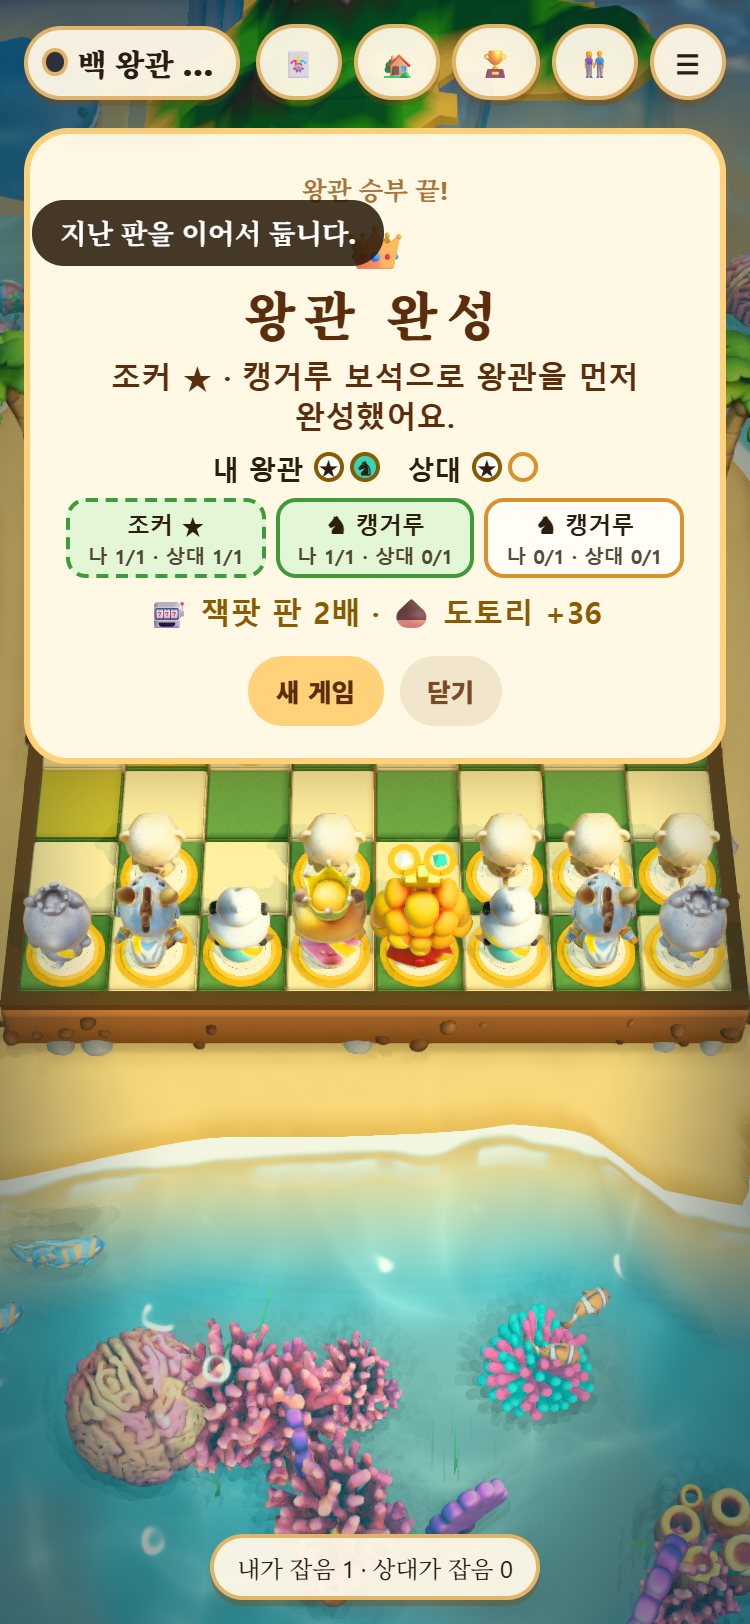 백 왕관 ...
왕관 승부 끝!
지난 판을 이어서 둡니다.
왕관 완성
조커 ★ · 캥거루 보석으로 왕관을 먼저
완성했어요.
내 왕관 ★ ♞ 상대 ★
조커 ★
나 1/1 · 상대 1/1
♞ 캥거루
나 1/1 · 상대 0/1
♞ 캥거루
나 0/1 · 상대 0/1
🎰 잭팟 판 2배 · 🌰 도토리 +36
새 게임
닫기
내가 잡음 1 · 상대가 잡음 0